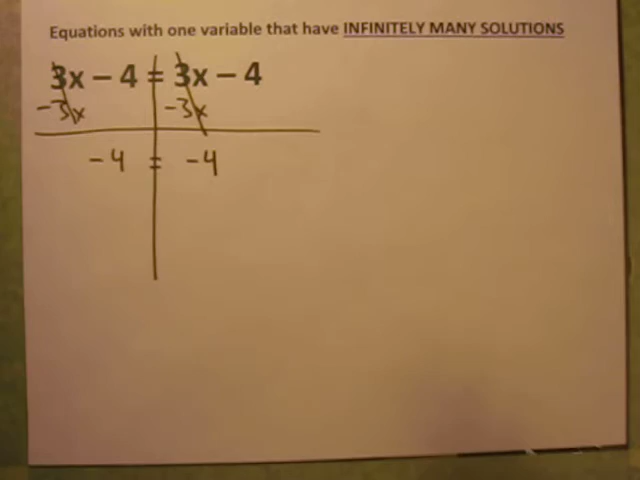 Equations with one variable that have INFINITELY MANY SOLUTIONS
3x – 4 = 3x – 4
-3x -3x
-4 = -4